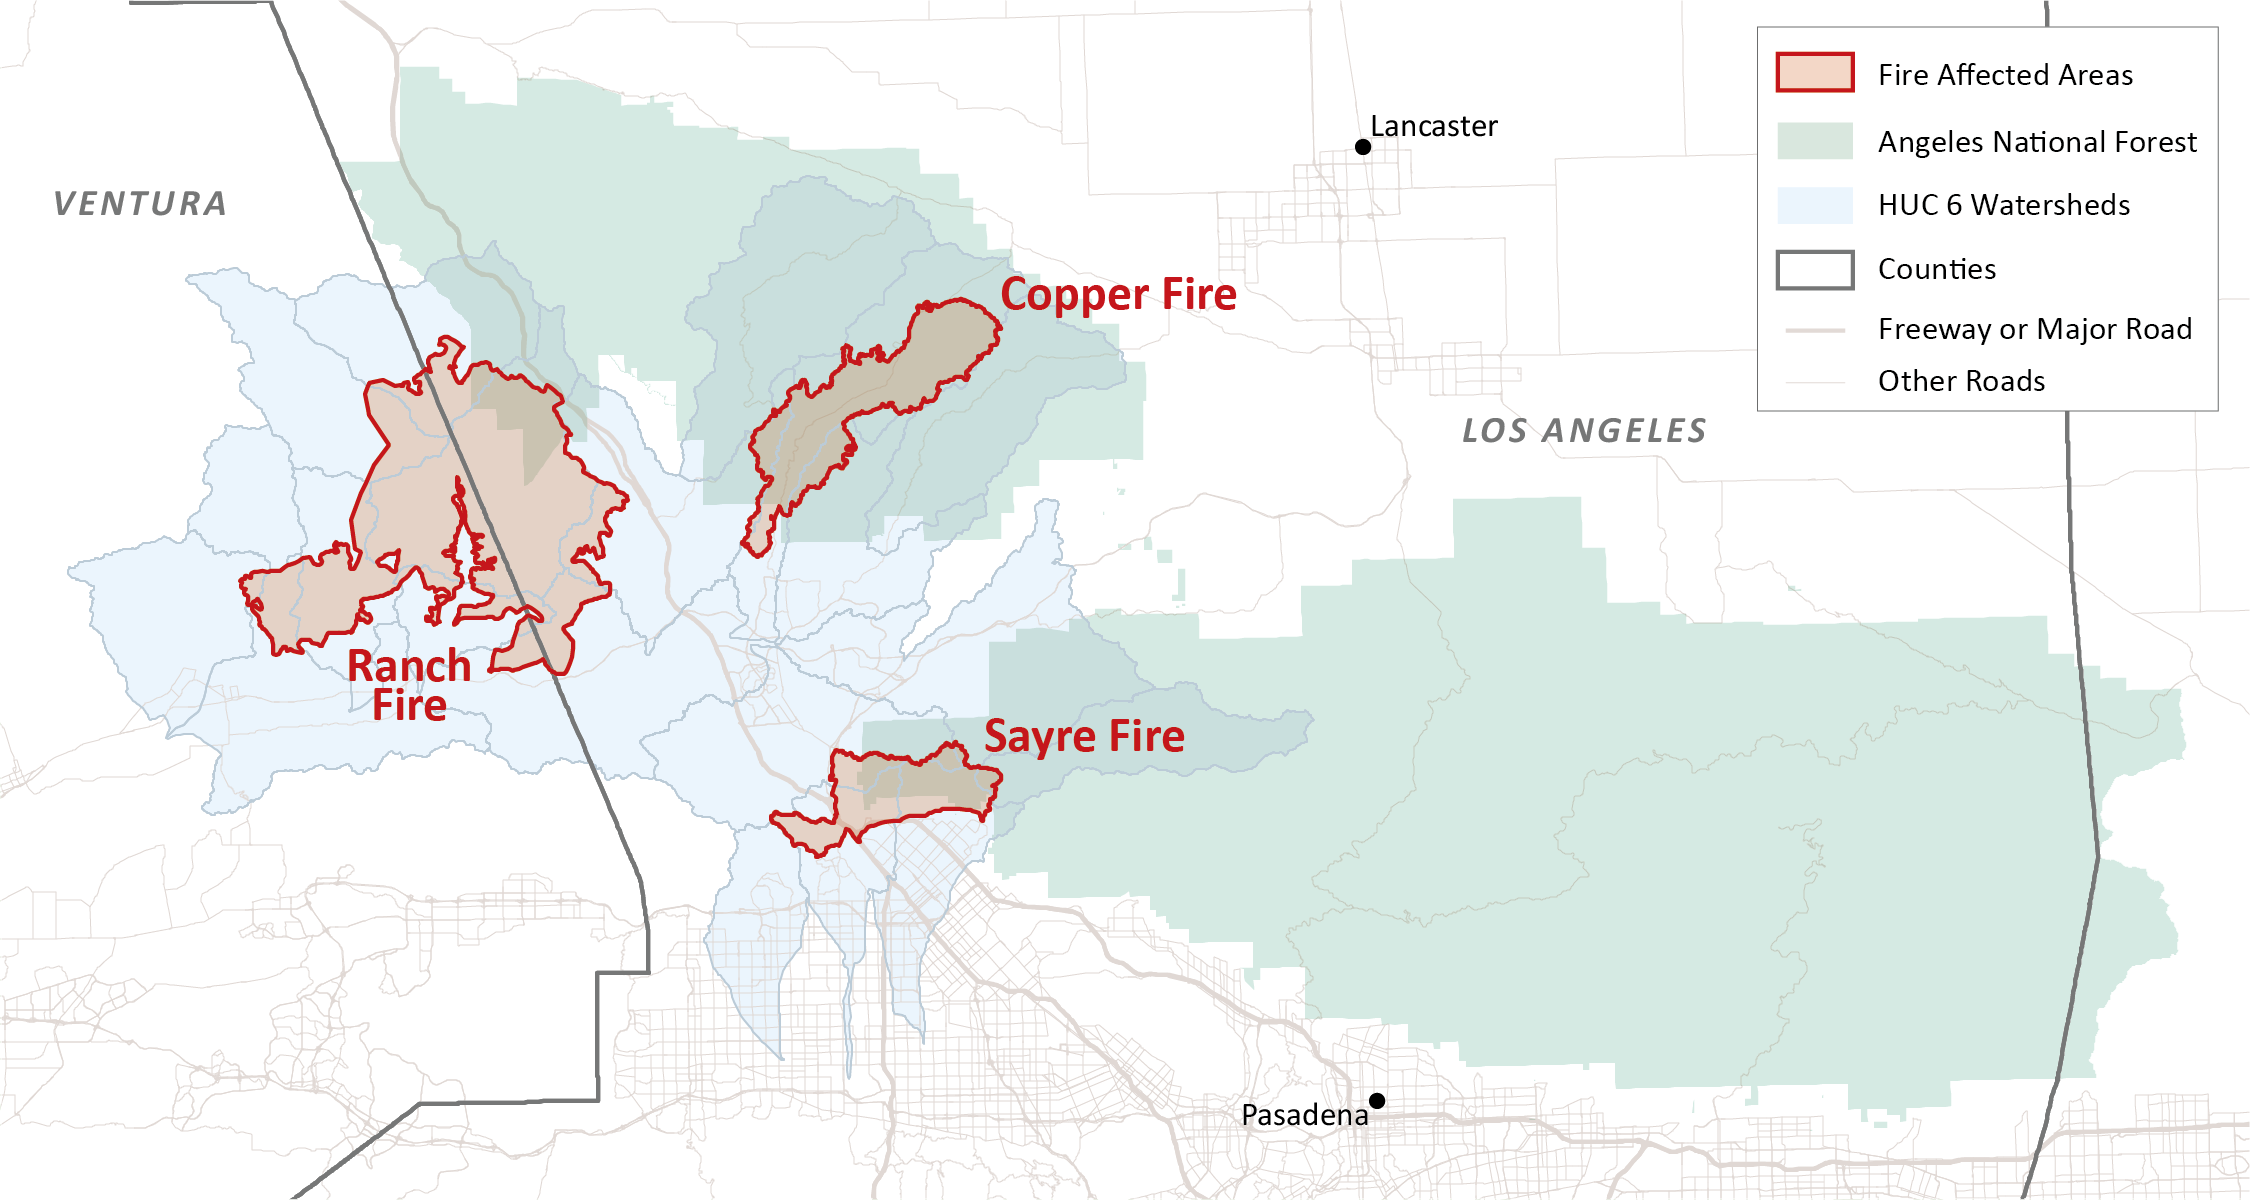 Fire Affected Areas
Angeles National Forest
HUC 6 Watersheds
Counties
Freeway or Major Road
Other Roads
Lancaster
VENTURA
Copper Fire
LOS ANGELES
Ranch
Fire
Sayre Fire
Pasadena